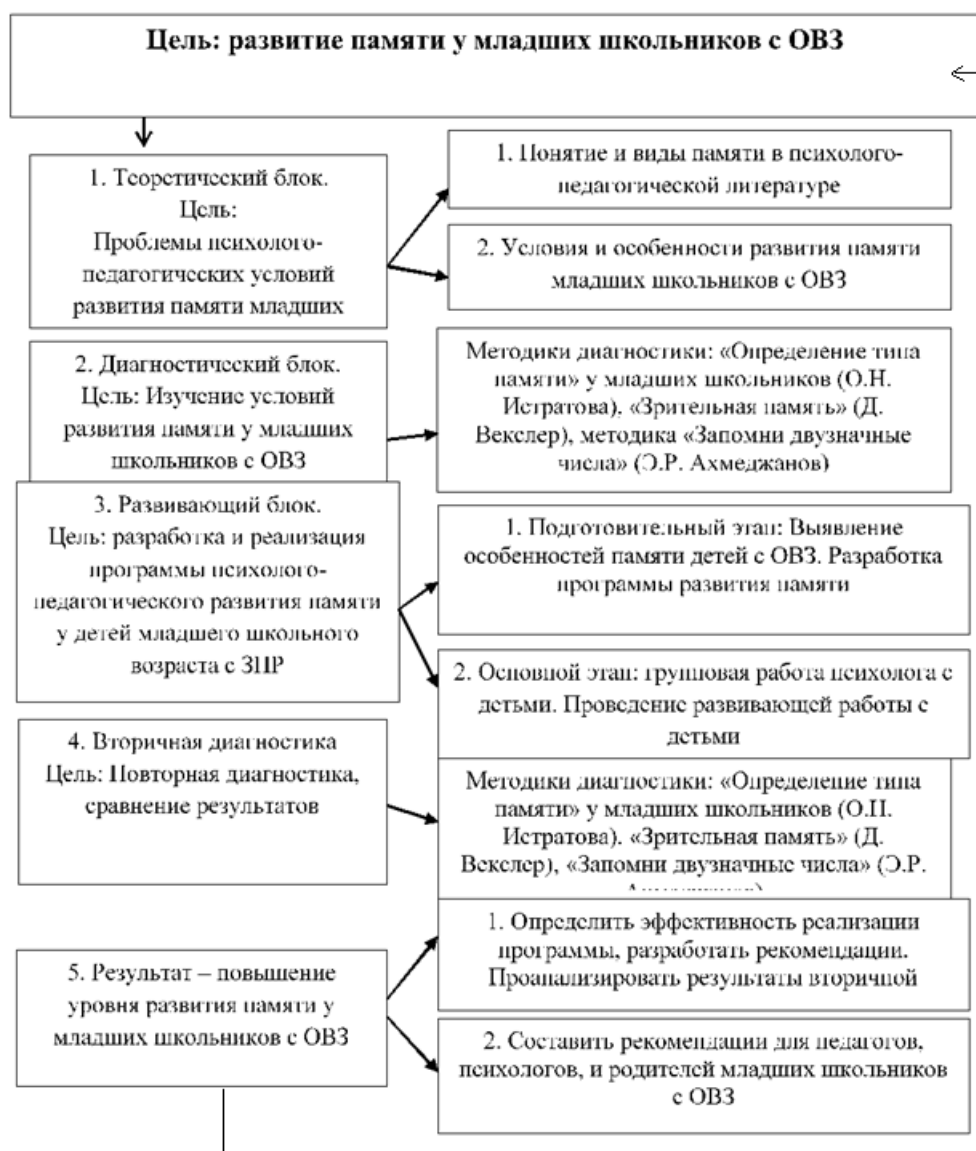 Цель: развитие памяти у младших школьников с ОВЗ
1. Теоретический блок.
Цель:
Проблемы психолого-
педагогических условий
развития памяти младших
1. Понятие и виды памяти в психолого-
педагогической литературе
2. Условия и особенности развития памяти
младших школьников с ОВЗ
2. Диагностический блок.
Цель: Изучение условий
развития памяти у младших
школьников с ОВЗ
Методики диагностики: «Определение типа
памяти» у младших школьников (О.Н.
Истратова), «Зрительная память» (Д.
Векслер), методика «Запомни двузначные
числа» (Э.Р. Ахмеджанов)
3. Развивающий блок.
Цель: разработка и реализация
программы психолого-
педагогического развития памяти
у детей младшего школьного
возраста с ЗПР
1. Подготовительный этап: Выявление
особенностей памяти детей с ОВЗ. Разработка
программы развития памяти
2. Основной этап: групповая работа психолога с
детьми. Проведение развивающей работы с
детьми
4. Вторичная диагностика
Цель: Повторная диагностика,
сравнение результатов
Методики диагностики: «Определение типа
памяти» у младших школьников (О.Н.
Истратова). «Зрительная память» (Д.
Векслер), «Запомни двузначные числа» (Э.Р.
5. Результат – повышение
уровня развития памяти у
младших школьников с ОВЗ
1. Определить эффективность реализации
программы, разработать рекомендации.
Проанализировать результаты вторичной
2. Составить рекомендации для педагогов,
психологов, и родителей младших школьников
с ОВЗ